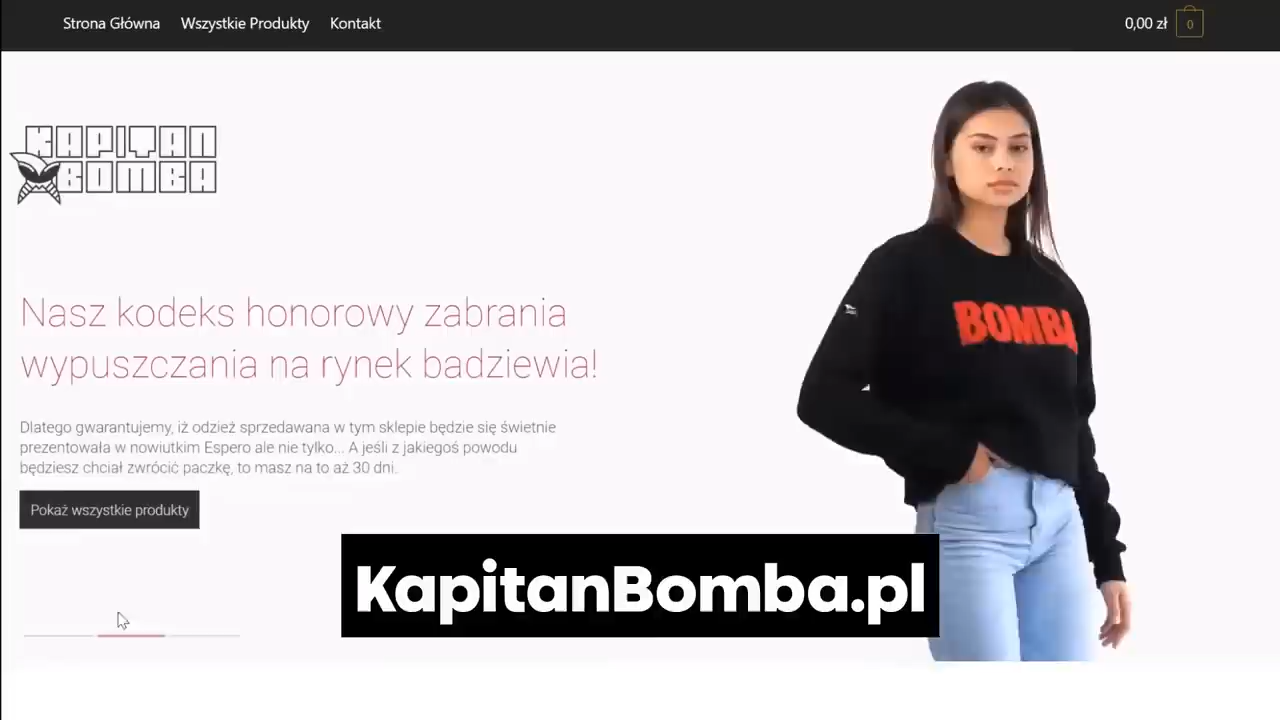 Strona Główna Wszystkie Produkty Kontakt 0,00 zł 0
KAPITAN
BOMBA
Nasz kodeks honorowy zabrania
wypuszczania na rynek badziewia!
Dlatego gwarantujemy, iż odzież sprzedawana w tym sklepie będzie się świetnie
prezentowała w nowiutkim Espero ale nie tylko... A jeśli z jakiegoś powodu
będziesz chciał zwrócić paczkę, to masz na to aż 30 dni.
Pokaż wszystkie produkty
BOMBA
KapitanBomba.pl